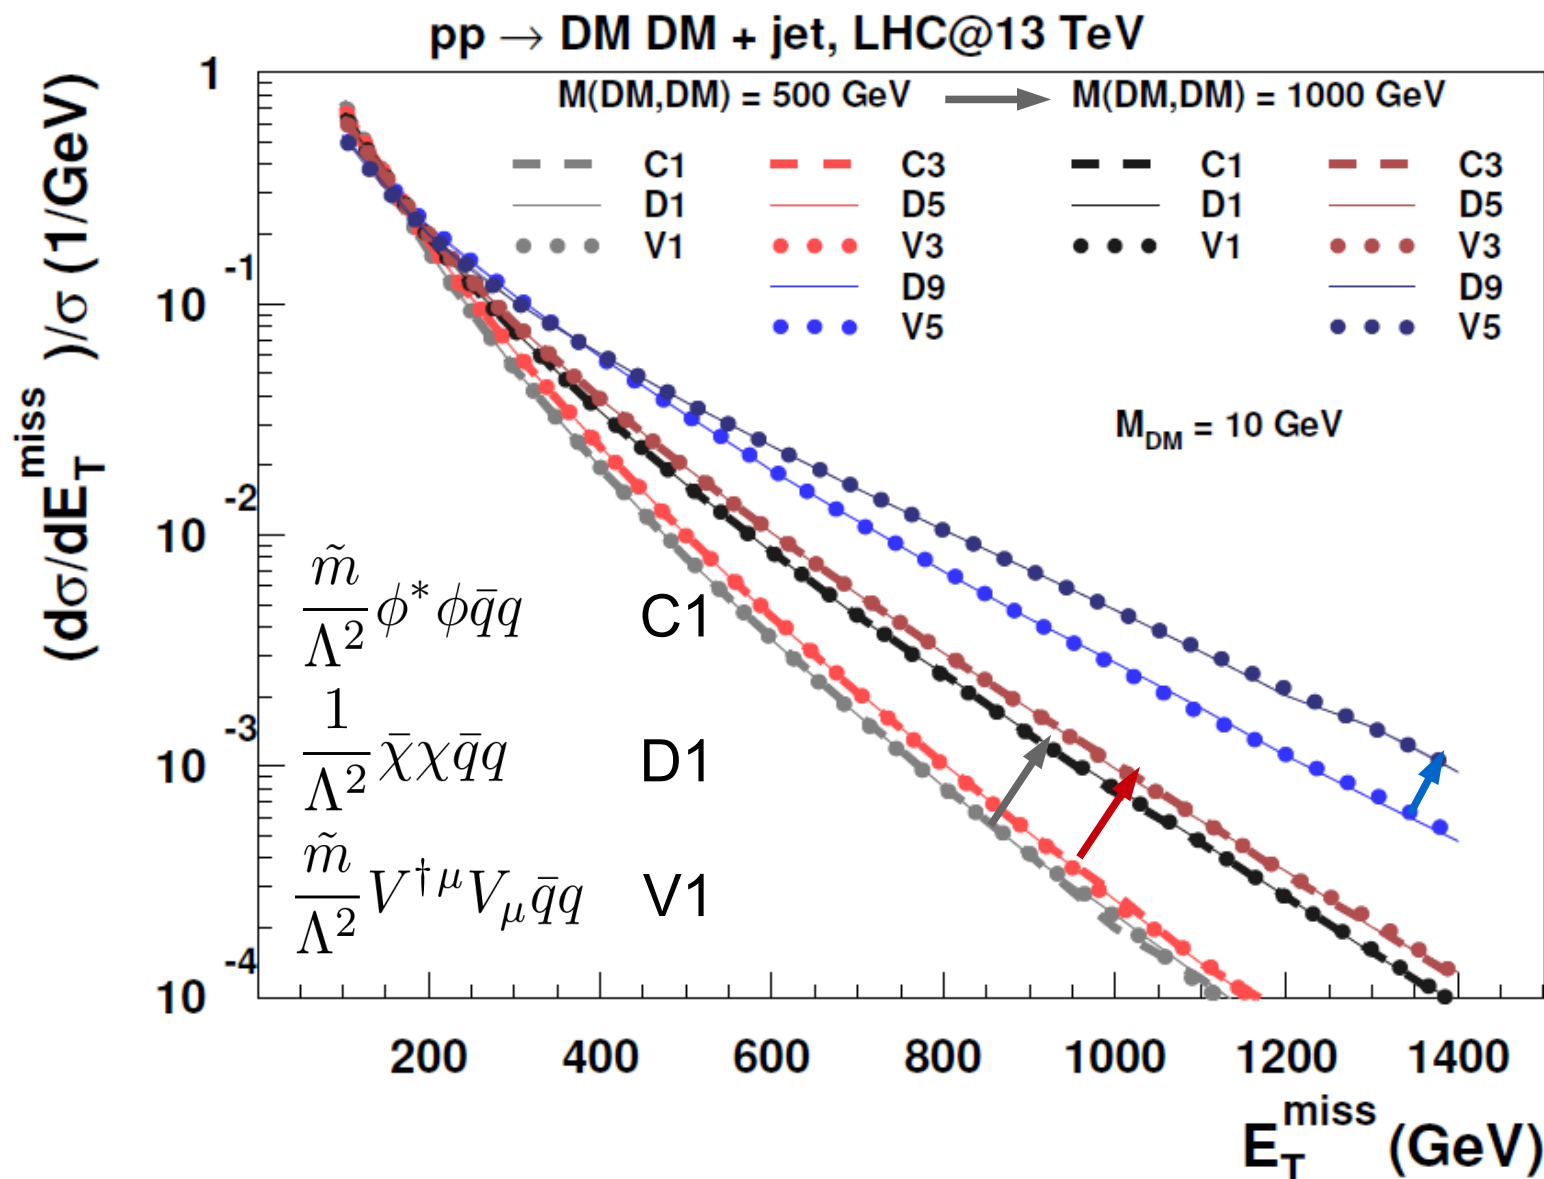 pp → DM DM + jet, LHC@13 TeV
M(DM,DM) = 500 GeV → M(DM,DM) = 1000 GeV
C1 C3 C1 C3
D1 D5 D1 D5
V1 V3 V1 V3
D9 D9
V5 V5
M_DM = 10 GeV
(dσ/dE_T^miss)/σ (1/GeV)
1
10^-1
10^-2
10^-3
10^-4
m̃/Λ² ϕ*ϕq̄q C1
1/Λ² χ̄χq̄q D1
m̃/Λ² V^†μ V_μ q̄q V1
200 400 600 800 1000 1200 1400
E_T^miss (GeV)